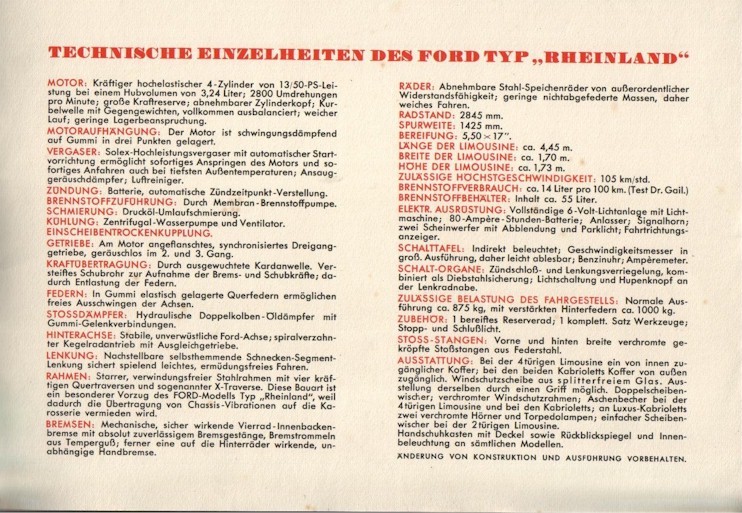 TECHNISCHE EINZELHEITEN DES FORD TYP „RHEINLAND“
MOTOR: Kräftiger hochelastischer 4-Zylinder von 13/50-PS-Lei-
stung bei einem Hubvolumen von 3,24 Liter; 2800 Umdrehungen
pro Minute; große Kraftreserve; abnehmbarer Zylinderkopf; Kur-
belwelle mit Gegengewichten, vollkommen ausbalanciert; weicher
Lauf; geringe Lagerbeanspruchung.
MOTORAUFHÄNGUNG: Der Motor ist schwingungsdämpfend
auf Gummi in drei Punkten gelagert.
VERGASER: Solex-Hochleistungsvergaser mit automatischer Start-
vorrichtung ermöglicht sofortiges Anspringen des Motors und so-
fortiges Anfahren auch bei tiefsten Außentemperaturen; Ansaug-
geräuschdämpfer; Luftreiniger.
ZÜNDUNG: Batterie, automatische Zündzeitpunkt-Verstellung.
BRENNSTOFFZUFÜHRUNG: Durch Membran-Brennstoffpumpe.
SCHMIERUNG: Drucköl-Umlaufschmierung.
KÜHLUNG: Zentrifugal-Wasserpumpe und Ventilator.
EINSCHEIBENTROCKENKUPPLUNG.
GETRIEBE: Am Motor angeflanschtes, synchronisiertes Dreigang-
getriebe, geräuschlos im 2. und 3. Gang.
KRAFTÜBERTRAGUNG: Durch ausgewuchtete Kardanwelle. Ver-
steiftes Schubrohr zur Aufnahme der Brems- und Schubkräfte; da-
durch Entlastung der Federn.
FEDERN: In Gummi elastisch gelagerte Querfedern ermöglichen
freies Ausschwingen der Achsen.
STOSSDÄMPFER: Hydraulische Doppelkolben-Öldämpfer mit
Gummi-Gelenkverbindungen.
HINTERACHSE: Stabile, unverwüstliche Ford-Achse; spiralverzahn-
ter Kegelradantrieb mit Ausgleichgetriebe.
LENKUNG: Nachstellbare selbsthemmende Schnecken-Segment-
Lenkung sichert spielend leichtes, ermüdungsfreies Fahren.
RAHMEN: Starrer, verwindungsfreier Stahlrahmen mit vier kräf-
tigen Quertraversen und sogenannter X-Traverse. Diese Bauart ist
ein besonderer Vorzug des FORD-Modells Typ „Rheinland“, weil
dadurch die Übertragung von Chassis-Vibrationen auf die Ka-
rosserie vermieden wird.
BREMSEN: Mechanische, sicher wirkende Vierrad-Innenbacken-
bremse mit absolut zuverlässigem Bremsgestänge, Bremstrommeln
aus Temperguß; ferner eine auf die Hinterräder wirkende, un-
abhängige Handbremse.
RÄDER: Abnehmbare Stahl-Speichenräder von außerordentlicher
Widerstandsfähigkeit; geringe nichtabgefederte Massen, daher
weiches Fahren.
RADSTAND: 2845 mm.
SPURWEITE: 1425 mm.
BEREIFUNG: 5,50 × 17".
LÄNGE DER LIMOUSINE: ca. 4,45 m.
BREITE DER LIMOUSINE: ca. 1,70 m.
HÖHE DER LIMOUSINE: ca. 1,73 m.
ZULÄSSIGE HÖCHSTGESCHWINDIGKEIT: 105 km/std.
BRENNSTOFFVERBRAUCH: ca. 14 Liter pro 100 km. (Test Dr. Gail.)
BRENNSTOFFBEHÄLTER: Inhalt ca. 55 Liter.
ELEKTR. AUSRÜSTUNG: Vollständige 6-Volt-Lichtanlage mit Licht-
maschine; 80-Ampère-Stunden-Batterie; Anlasser; Signalhorn;
zwei Scheinwerfer mit Abblendung und Parklicht; Fahrtrichtungs-
anzeiger.
SCHALTTAFEL: Indirekt beleuchtet; Geschwindigkeitsmesser in
groß. Ausführung, daher leicht ablesbar; Benzinuhr; Ampèremeter.
SCHALT-ORGANE: Zündschloß- und Lenkungsverriegelung, kom-
biniert als Diebstahlsicherung; Lichtschaltung und Hupenknopf an
der Lenkradnabe.
ZULÄSSIGE BELASTUNG DES FAHRGESTELLS: Normale Aus-
führung ca. 875 kg, mit verstärkten Hinterfedern ca. 1000 kg.
ZUBEHÖR: 1 bereiftes Reserverad; 1 komplett. Satz Werkzeuge;
Stopp- und Schlußlicht.
STOSS-STANGEN: Vorne und hinten breite verchromte ge-
kröpfte Stoßstangen aus Federstahl.
AUSSTATTUNG: Bei der 4türigen Limousine ein von innen zu-
gänglicher Koffer; bei den beiden Kabrioletts Koffer von außen
zugänglich. Windschutzscheibe aus splitterfreiem Glas. Aus-
stellung derselben durch einen Griff möglich. Doppelscheiben-
wischer; verchromter Windschutzrahmen; Aschenbecher bei der
4türigen Limousine und bei den Kabrioletts; an Luxus-Kabrioletts
zwei verchromte Hörner und Torpedolampen; einfacher Scheiben-
wischer bei der 2türigen Limousine.
Handschuhkasten mit Deckel sowie Rückblickspiegel und Innen-
beleuchtung an sämtlichen Modellen.
ÄNDERUNG VON KONSTRUKTION UND AUSFÜHRUNG VORBEHALTEN.